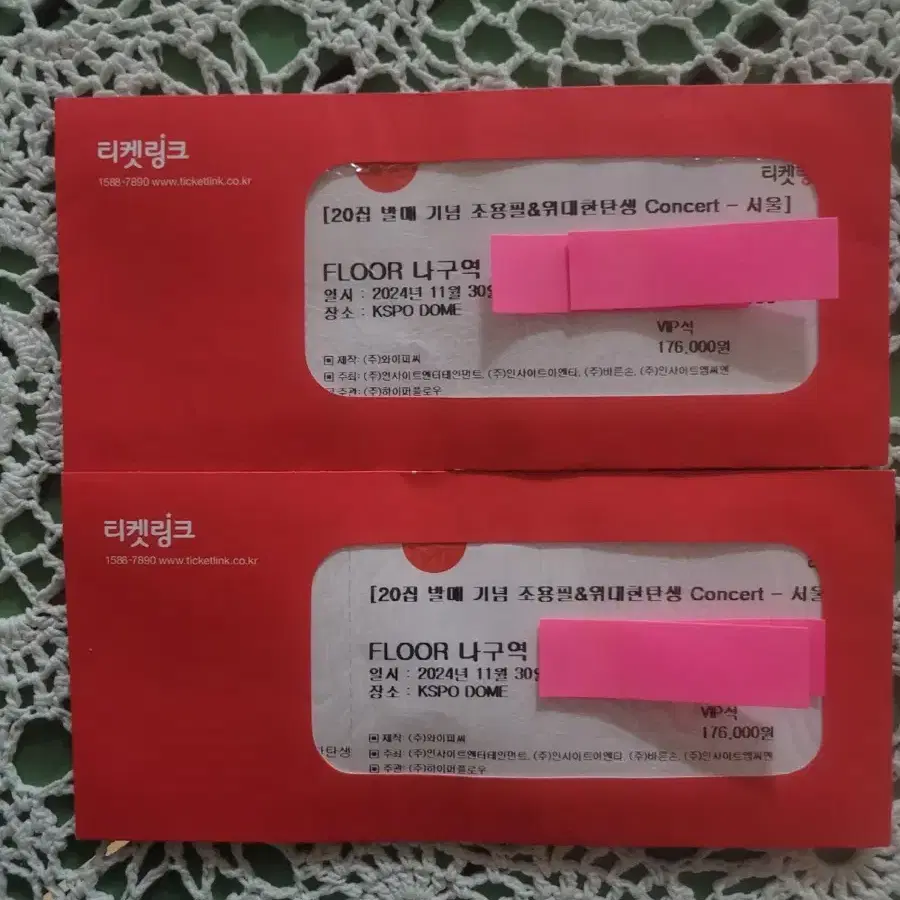 티켓링크
1588-7890 www.ticketlink.co.kr
티켓링
[20집 발매 기념 조용필&위대한탄생 Concert - 서울]
FLOOR 나구역
일시 : 2024년 11월 30일
장소 : KSPO DOME
VIP석
176,000원
▣ 제작: (주)와이피씨
▣ 주최: (주)인사이트엔터테인먼트, (주)인사이트이엔티, (주)바른손, (주)인사이트엠씨엔
▣ 주관: (주)하이퍼플로우
티켓링크
1588-7890 www.ticketlink.co.kr
[20집 발매 기념 조용필&위대한탄생 Concert - 서울
FLOOR 나구역
일시 : 2024년 11월 30일
장소 : KSPO DOME
VIP석
176,000원
▣ 제작: (주)와이피씨
탄생
▣ 주최: (주)인사이트엔터테인먼트, (주)인사이트이엔티, (주)바른손, (주)인사이트엠씨엔
▣ 주관: (주)하이퍼플로우